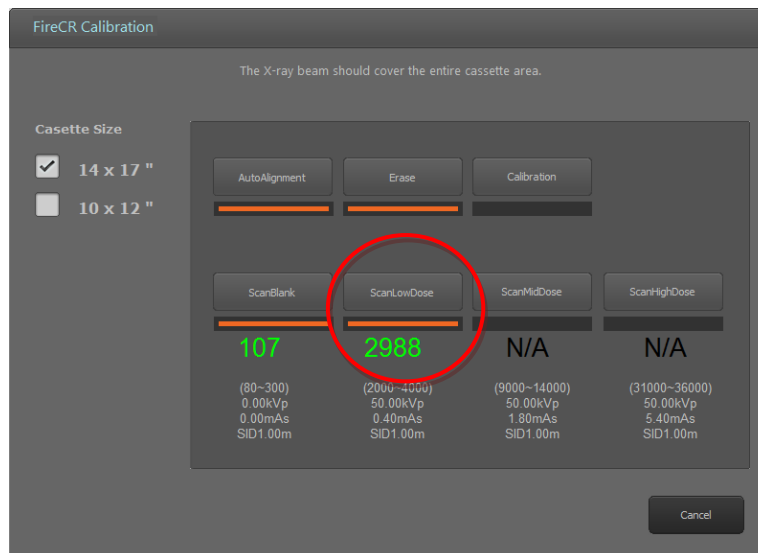 FireCR Calibration
The X-ray beam should cover the entire cassette area.
Casette Size
14 x 17 "
10 x 12 "
AutoAlignment Erase Calibration
ScanBlank ScanLowDose ScanMidDose ScanHighDose
107 2988 N/A N/A
(80~300) (2000~4000) (9000~14000) (31000~36000)
0.00kVp 50.00kVp 50.00kVp 50.00kVp
0.00mAs 0.40mAs 1.80mAs 5.40mAs
SID1.00m SID1.00m SID1.00m SID1.00m
Cancel